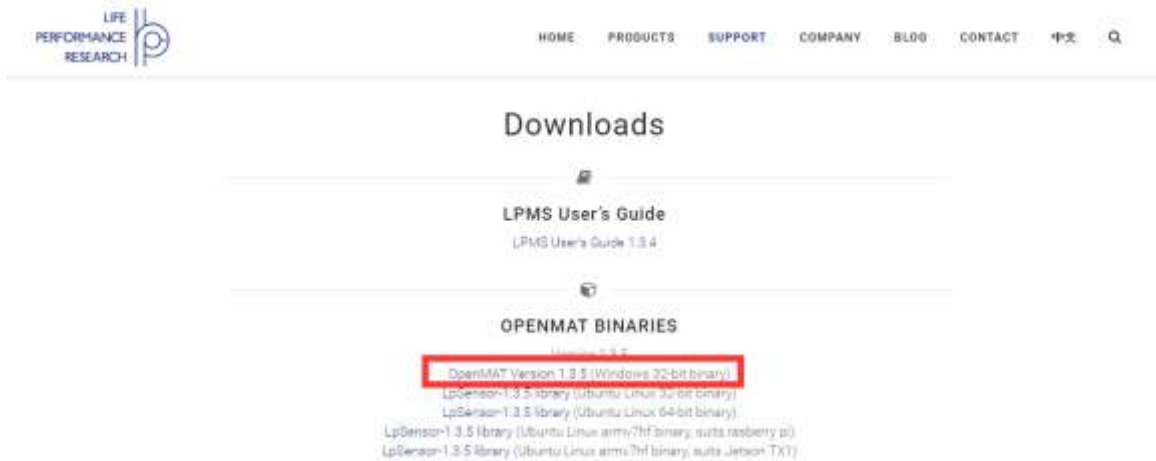 LIFE
PERFORMANCE
RESEARCH
HOME PRODUCTS SUPPORT COMPANY BLOG CONTACT 中文
Downloads
LPMS User's Guide
LPMS User's Guide 1.3.4
OPENMAT BINARIES
Version 1.3.5
OpenMAT Version 1.3.5 (Windows 32-bit binary)
LpSensor-1.3.5 library (Ubuntu Linux 32-bit binary)
LpSensor-1.3.5 library (Ubuntu Linux 64-bit binary)
LpSensor-1.3.5 library (Ubuntu Linux armv7hf binary, suits rasberry pi)
LpSensor-1.3.5 library (Ubuntu Linux armv7hf binary, suits Jetson TX1)